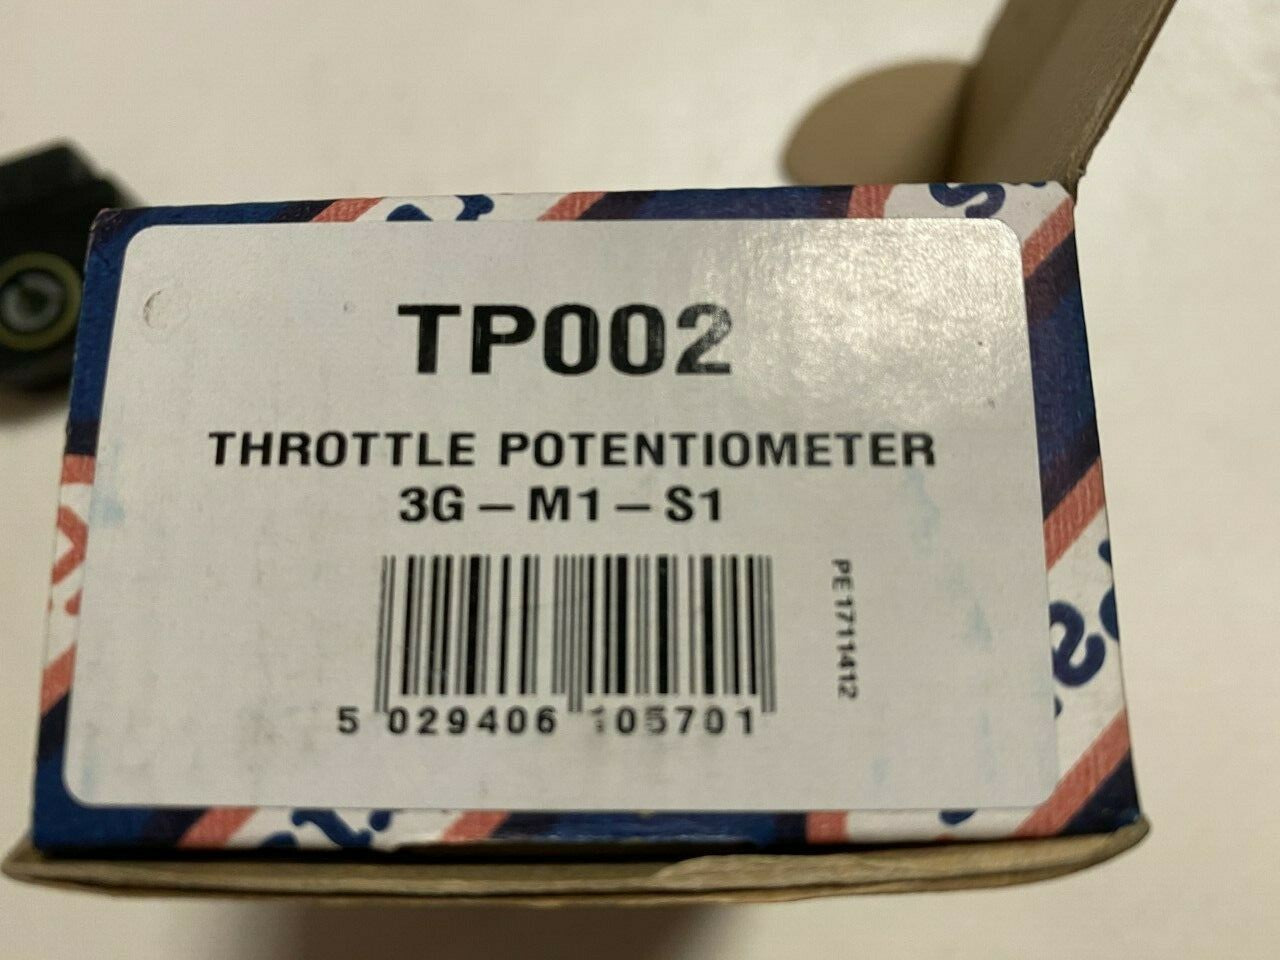 TP002
THROTTLE POTENTIOMETER
3G – M1 – S1
PE1711412
5 029406 105701